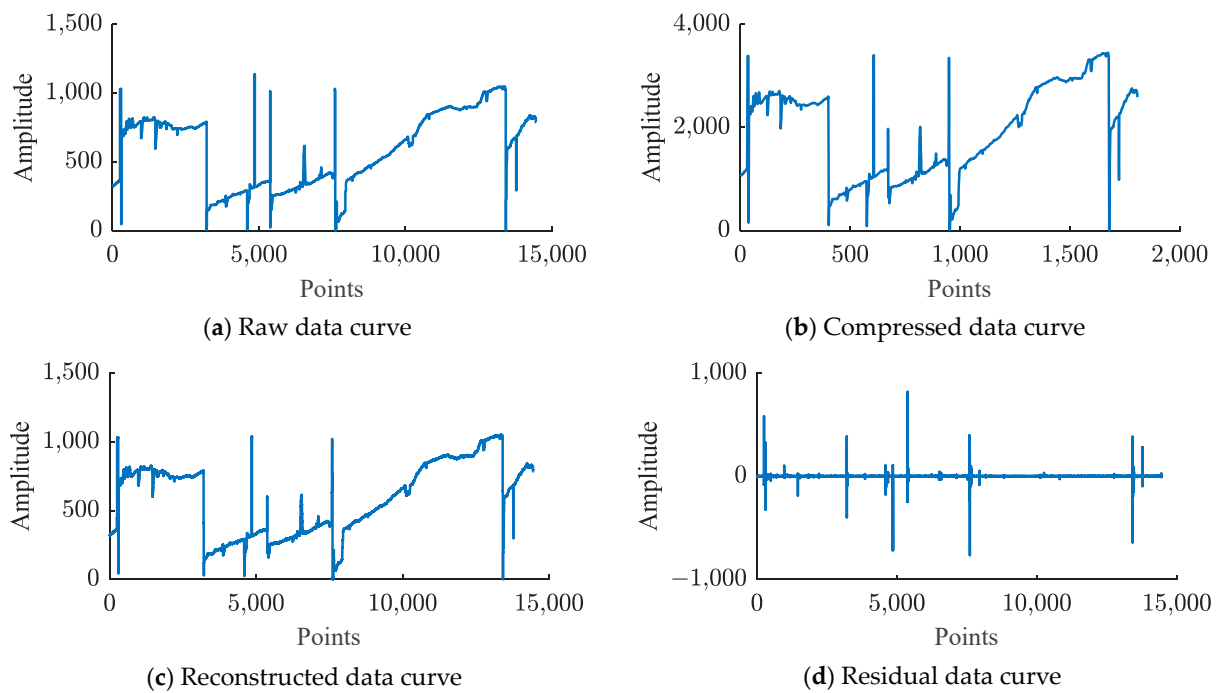 1,500
1,000
500
0
Amplitude
0
5,000
10,000
15,000
Points
(a) Raw data curve
4,000
2,000
0
Amplitude
0
500
1,000
1,500
2,000
Points
(b) Compressed data curve
1,500
1,000
500
0
Amplitude
0
5,000
10,000
15,000
Points
(c) Reconstructed data curve
1,000
0
−1,000
Amplitude
0
5,000
10,000
15,000
Points
(d) Residual data curve